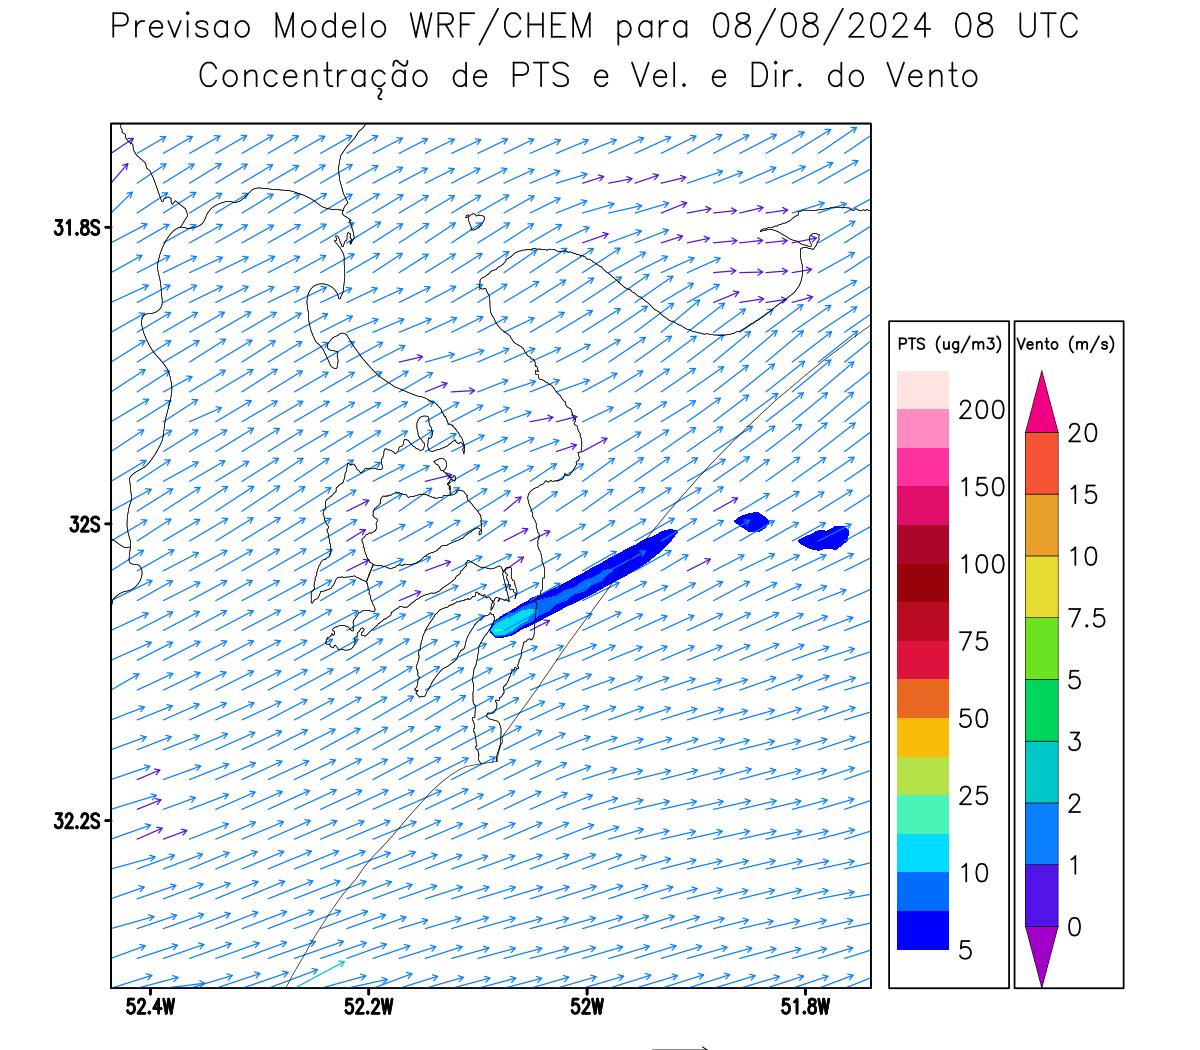 Previsao Modelo WRF/CHEM para 08/08/2024 08 UTC
Concentração de PTS e Vel. e Dir. do Vento
31.8S
32S
32.2S
52.4W 52.2W 52W 51.8W
PTS (ug/m3)
200
150
100
75
50
25
10
5
Vento (m/s)
20
15
10
7.5
5
3
2
1
0